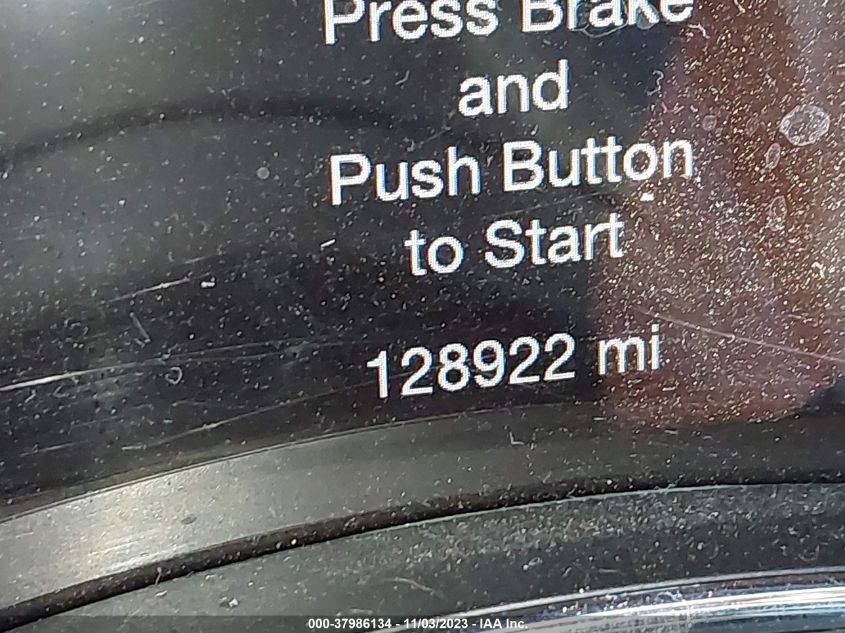 Press Brake
and
Push Button
to Start
128922 mi
000-37986134 - 11/03/2023 - IAA Inc.